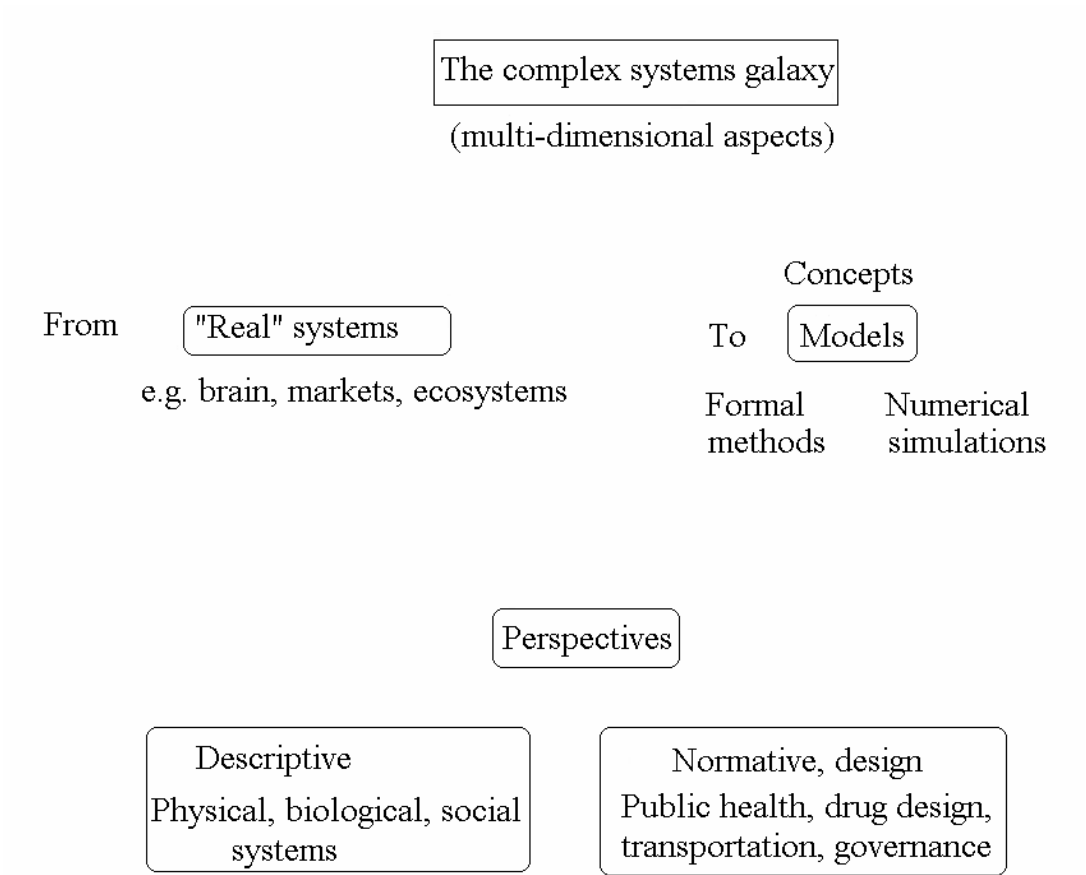 The complex systems galaxy
(multi-dimensional aspects)
Concepts
From "Real" systems To Models
e.g. brain, markets, ecosystems
Formal methods
Numerical simulations
Perspectives
Descriptive
Physical, biological, social
systems
Normative, design
Public health, drug design,
transportation, governance